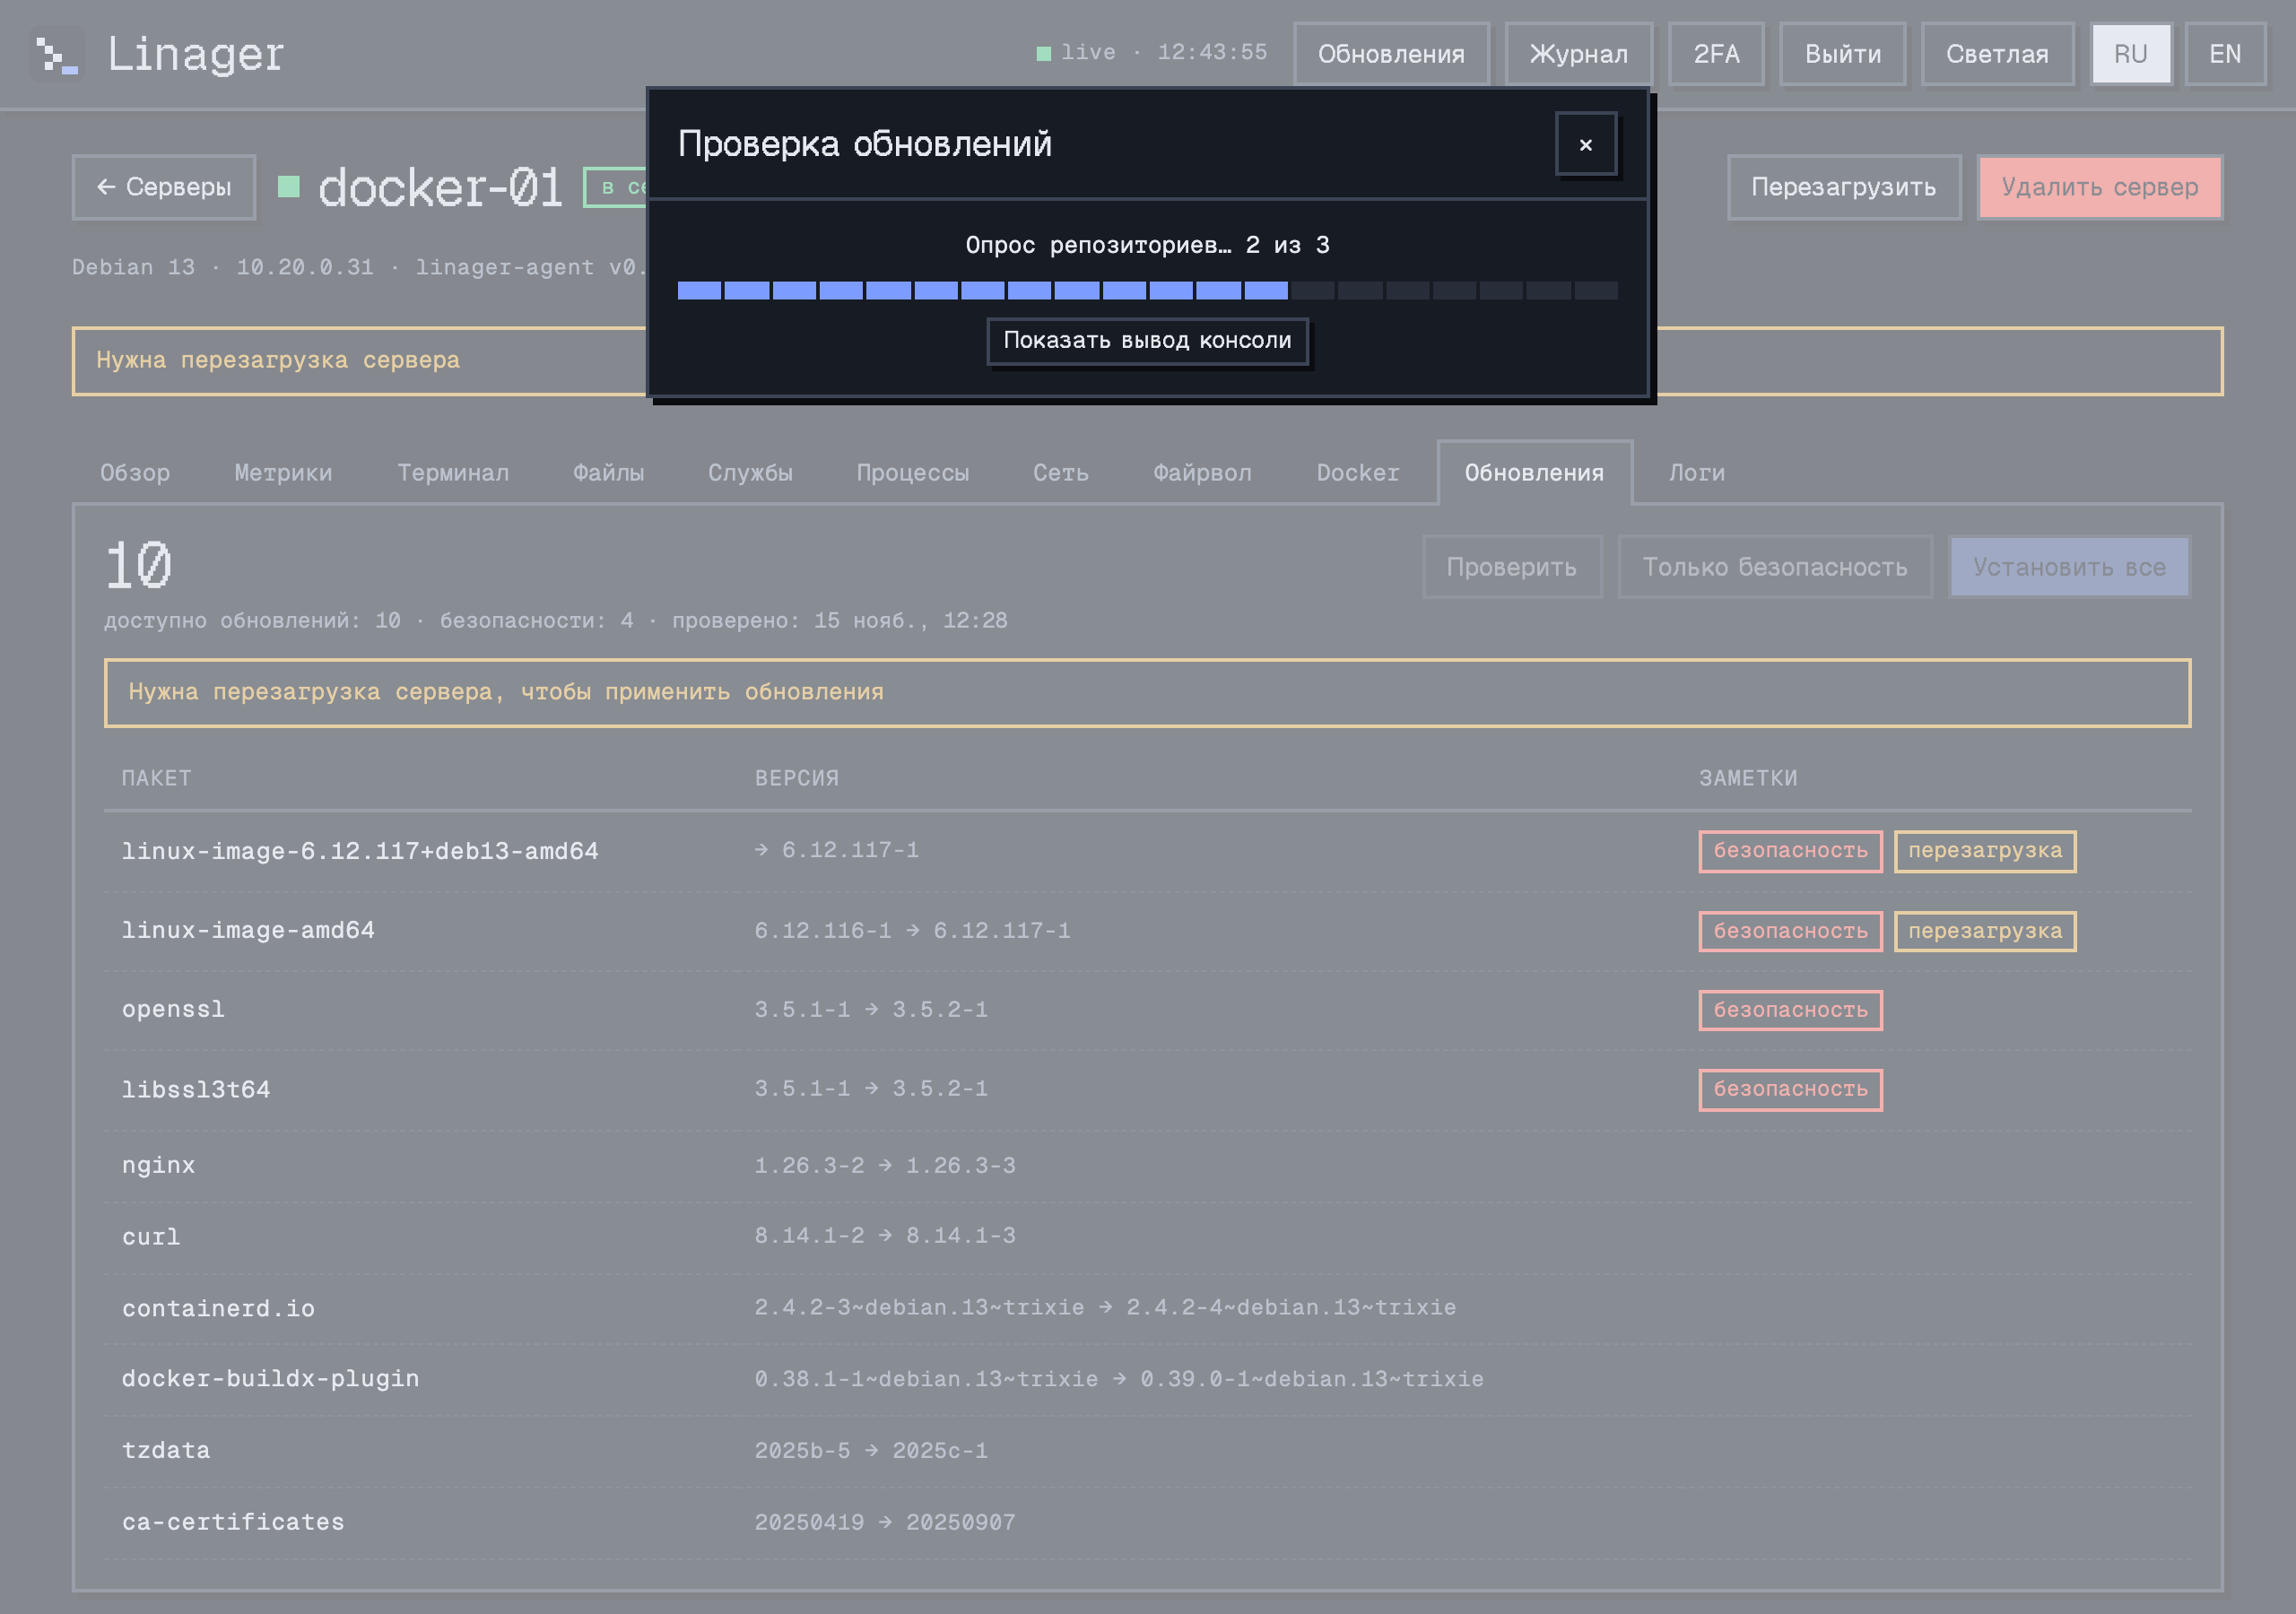 Linager
live · 12:43:55
Обновления
Журнал
2FA
Выйти
Светлая
RU
EN
Проверка обновлений
×
Опрос репозиториев… 2 из 3
Показать вывод консоли
← Серверы
docker-01
Перезагрузить
Удалить сервер
Debian 13 · 10.20.0.31 · linager-agent
Нужна перезагрузка сервера
Обзор
Метрики
Терминал
Файлы
Службы
Процессы
Сеть
Файрвол
Docker
Обновления
Логи
10
Проверить
Только безопасность
Установить все
доступно обновлений: 10 · безопасности: 4 · проверено: 15 нояб., 12:28
Нужна перезагрузка сервера, чтобы применить обновления
ПАКЕТ ВЕРСИЯ ЗАМЕТКИ
linux-image-6.12.117+deb13-amd64 → 6.12.117-1 безопасность перезагрузка
linux-image-amd64 6.12.116-1 → 6.12.117-1 безопасность перезагрузка
openssl 3.5.1-1 → 3.5.2-1 безопасность
libssl3t64 3.5.1-1 → 3.5.2-1 безопасность
nginx 1.26.3-2 → 1.26.3-3
curl 8.14.1-2 → 8.14.1-3
containerd.io 2.4.2-3~debian.13~trixie → 2.4.2-4~debian.13~trixie
docker-buildx-plugin 0.38.1-1~debian.13~trixie → 0.39.0-1~debian.13~trixie
tzdata 2025b-5 → 2025c-1
ca-certificates 20250419 → 20250907